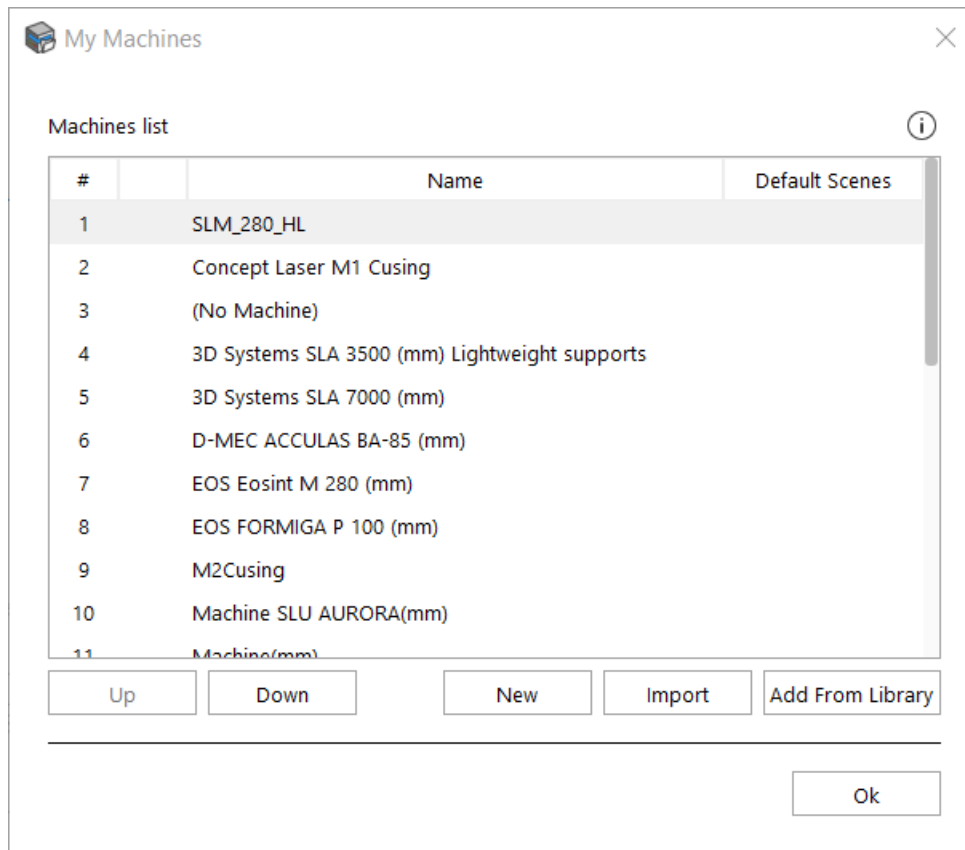 My Machines
Machines list
# Name Default Scenes
1 SLM_280_HL
2 Concept Laser M1 Cusing
3 (No Machine)
4 3D Systems SLA 3500 (mm) Lightweight supports
5 3D Systems SLA 7000 (mm)
6 D-MEC ACCULAS BA-85 (mm)
7 EOS Eosint M 280 (mm)
8 EOS FORMIGA P 100 (mm)
9 M2Cusing
10 Machine SLU AURORA(mm)
11 Machine(mm)
Up Down New Import Add From Library
Ok